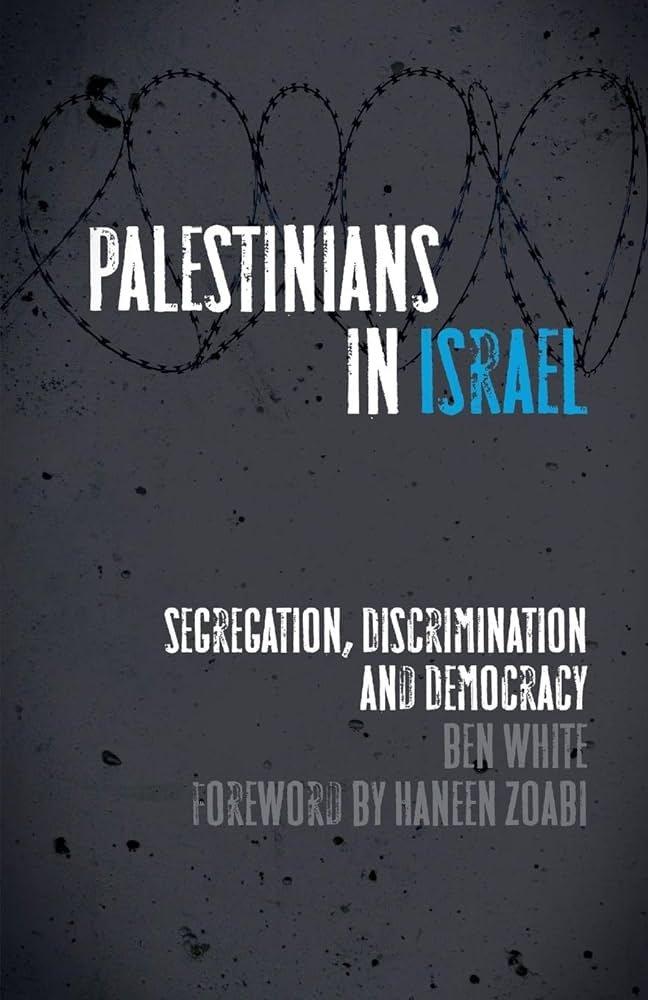 PALESTINIANS
IN ISRAEL
SEGREGATION, DISCRIMINATION
AND DEMOCRACY
BEN WHITE
FOREWORD BY HANEEN ZOABI